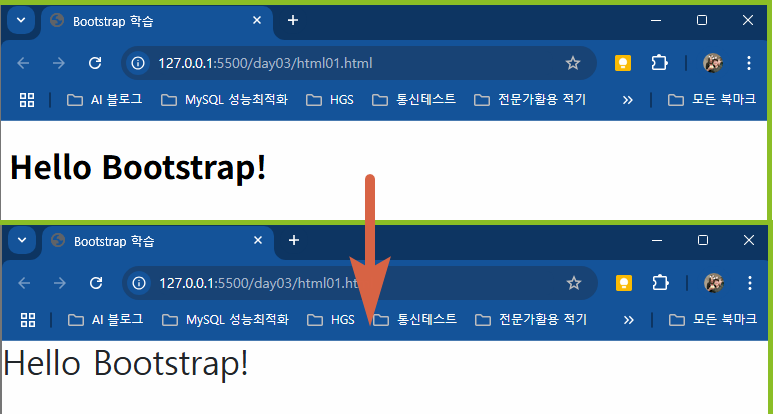 Bootstrap 학습
127.0.0.1:5500/day03/html01.html
AI 블로그 MySQL 성능최적화 HGS 통신테스트 전문가활용 적기 » 모든 북마크
Hello Bootstrap!
Bootstrap 학습
127.0.0.1:5500/day03/html01.ht
AI 블로그 MySQL 성능최적화 HGS 통신테스트 전문가활용 적기 » 모든 북마크
Hello Bootstrap!